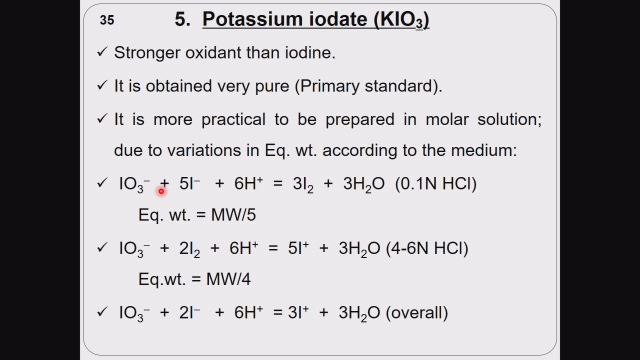 35
5. Potassium iodate (KIO₃)
✓ Stronger oxidant than iodine.
✓ It is obtained very pure (Primary standard).
✓ It is more practical to be prepared in molar solution;
due to variations in Eq. wt. according to the medium:
✓ IO₃⁻ + 5I⁻ + 6H⁺ = 3I₂ + 3H₂O (0.1N HCl)
Eq. wt. = MW/5
✓ IO₃⁻ + 2I₂ + 6H⁺ = 5I⁺ + 3H₂O (4-6N HCl)
Eq.wt. = MW/4
✓ IO₃⁻ + 2I⁻ + 6H⁺ = 3I⁺ + 3H₂O (overall)